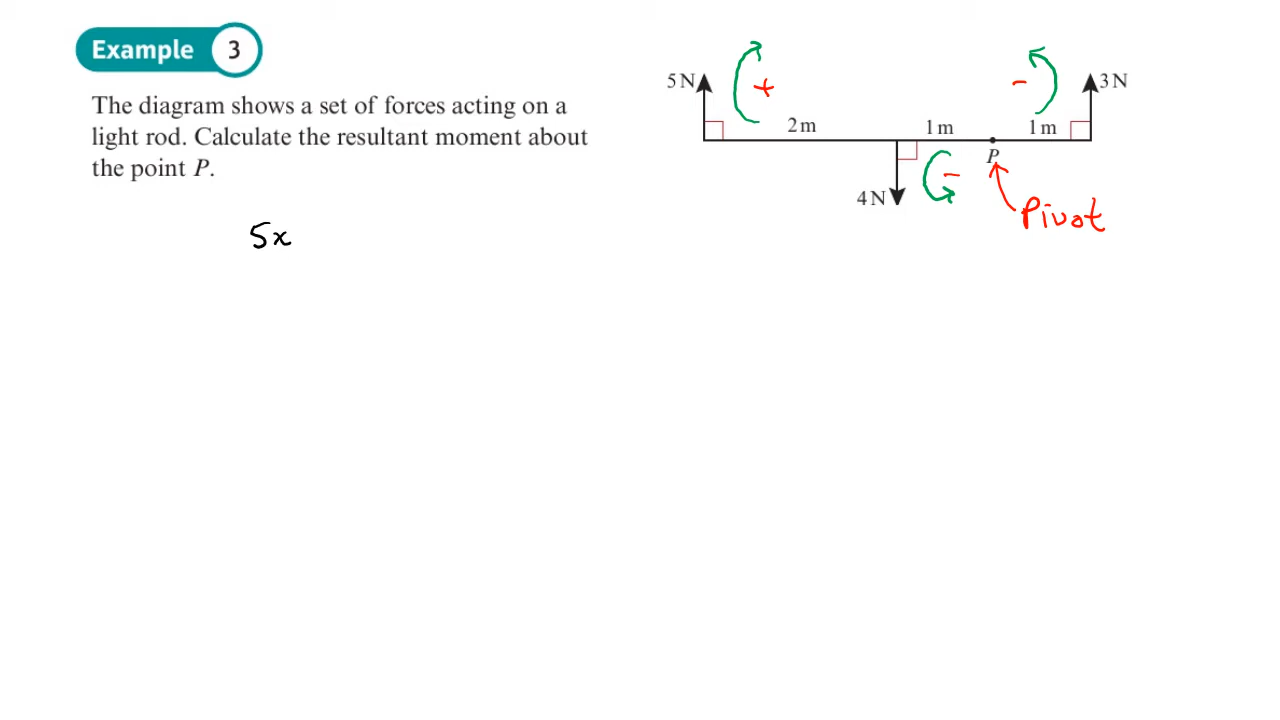 Example 3
The diagram shows a set of forces acting on a
light rod. Calculate the resultant moment about
the point P.
5x
5 N
+
2 m
1 m
-
1 m
3 N
P
4 N
-
Pivot